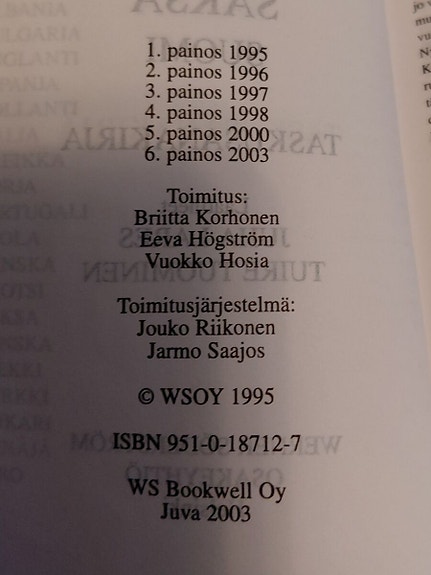 1. painos 1995
2. painos 1996
3. painos 1997
4. painos 1998
5. painos 2000
6. painos 2003
Toimitus:
Briitta Korhonen
Eeva Högström
Vuokko Hosia
Toimitusjärjestelmä:
Jouko Riikonen
Jarmo Saajos
© WSOY 1995
ISBN 951-0-18712-7
WS Bookwell Oy
Juva 2003